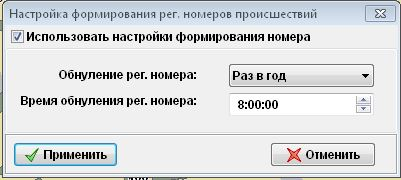 Настройка формирования рег. номеров происшествий
Использовать настройки формирования номера
Обнуление рег. номера: Раз в год
Время обнуления рег. номера: 8:00:00
Применить Отменить